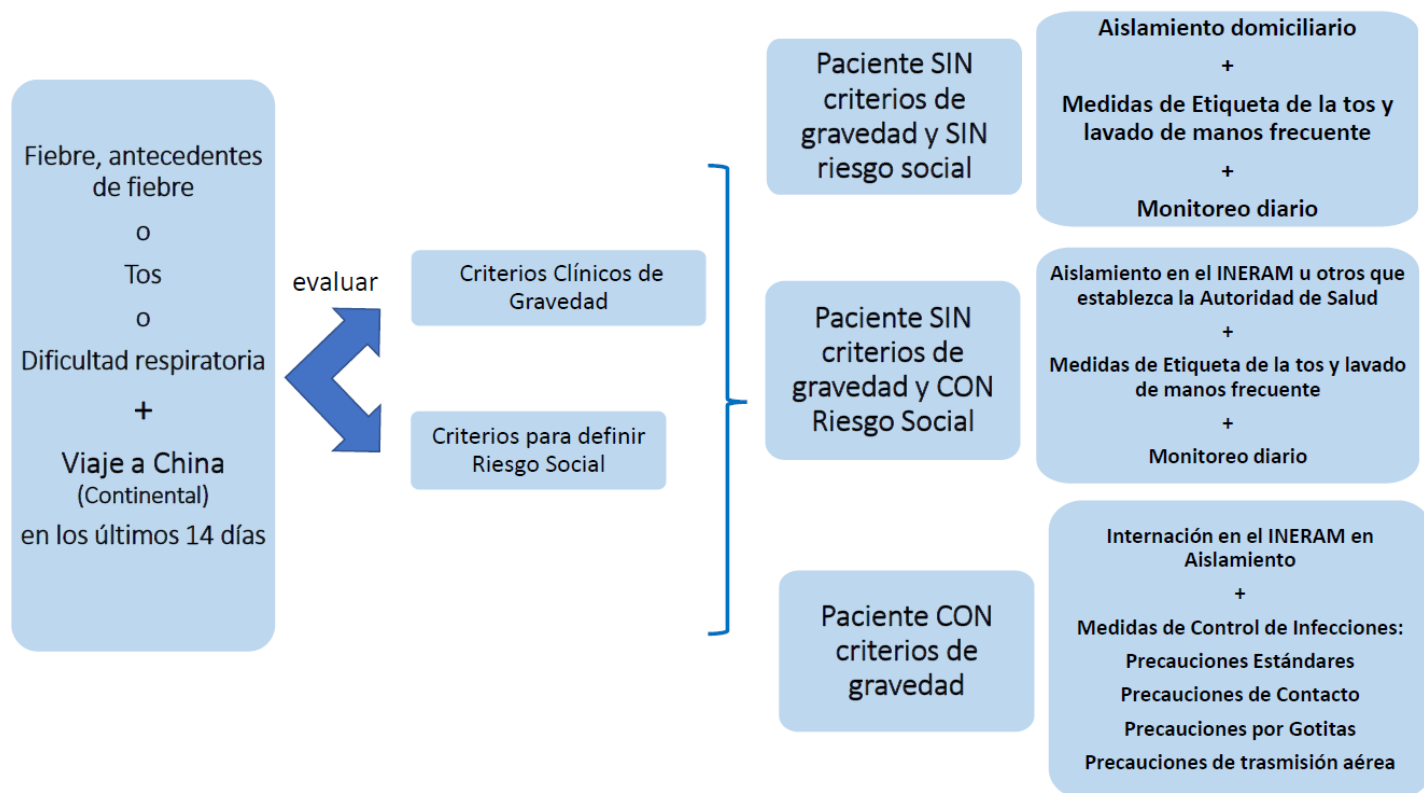 Fiebre, antecedentes
de fiebre
o
Tos
o
Dificultad respiratoria
+
Viaje a China
(Continental)
en los últimos 14 días
evaluar
Criterios Clínicos de
Gravedad
Criterios para definir
Riesgo Social
Paciente SIN
criterios de
gravedad y SIN
riesgo social
Aislamiento domiciliario
+
Medidas de Etiqueta de la tos y
lavado de manos frecuente
+
Monitoreo diario
Paciente SIN
criterios de
gravedad y CON
Riesgo Social
Aislamiento en el INERAM u otros que
establezca la Autoridad de Salud
+
Medidas de Etiqueta de la tos y lavado
de manos frecuente
+
Monitoreo diario
Paciente CON
criterios de
gravedad
Internación en el INERAM en
Aislamiento
+
Medidas de Control de Infecciones:
Precauciones Estándares
Precauciones de Contacto
Precauciones por Gotitas
Precauciones de trasmisión aérea